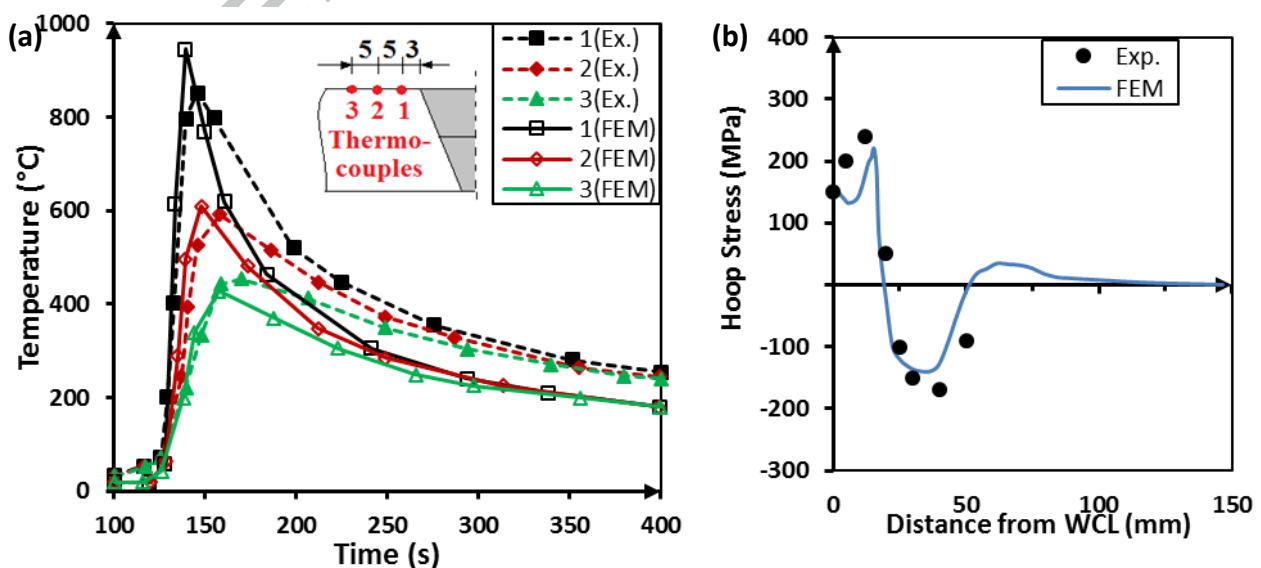 (a)
1000
800
600
400
200
0
100 150 200 250 300 350 400
Temperature (°C)
Time (s)
5 5 3
3 2 1
Thermo-
couples
1(Ex.)
2(Ex.)
3(Ex.)
1(FEM)
2(FEM)
3(FEM)
(b)
400
300
200
100
0
-100
-200
-300
0 50 100 150
Hoop Stress (MPa)
Distance from WCL (mm)
Exp.
FEM